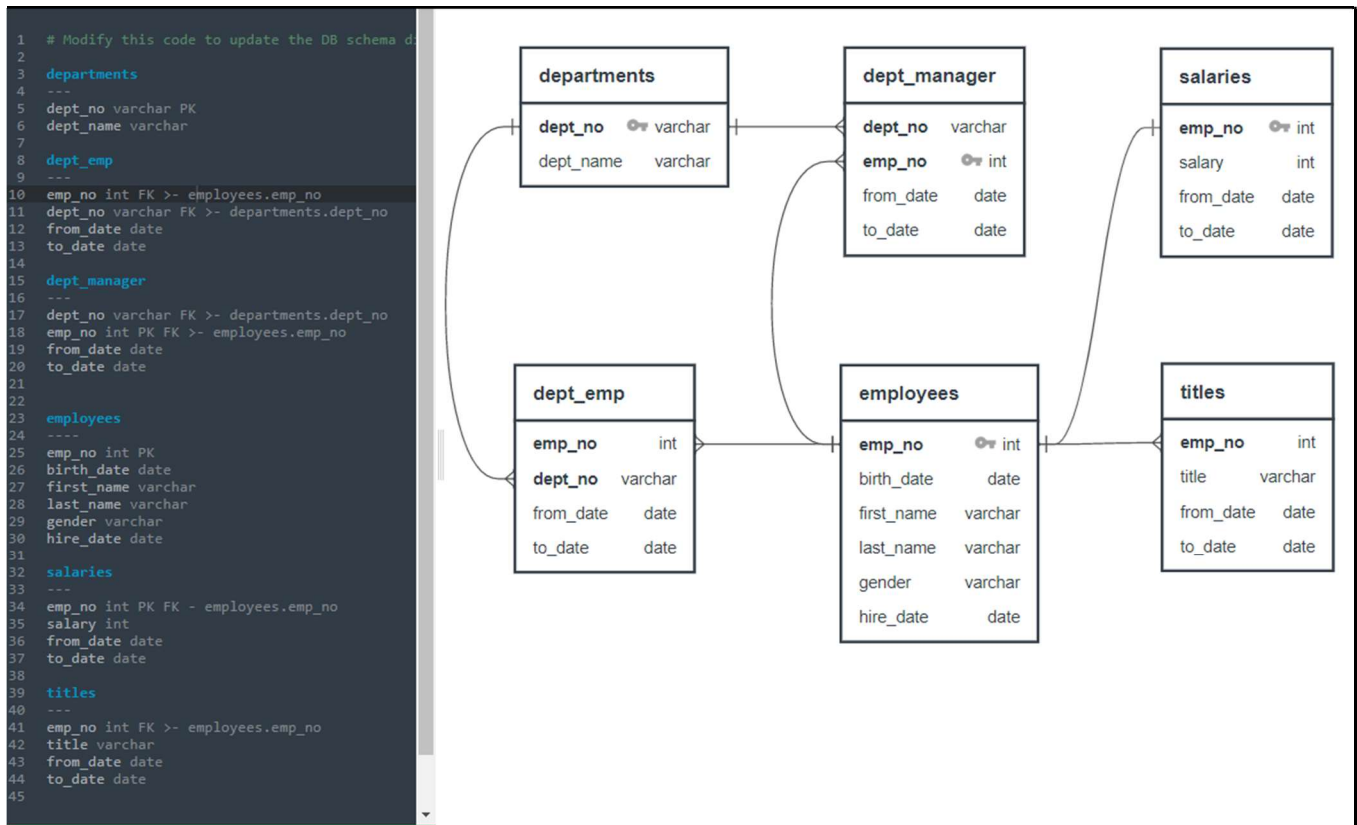 1 # Modify this code to update the DB schema di
2
3 departments
4 ---
5 dept_no varchar PK
6 dept_name varchar
7
8 dept_emp
9 ---
10 emp_no int FK >- employees.emp_no
11 dept_no varchar FK >- departments.dept_no
12 from_date date
13 to_date date
14
15 dept_manager
16 ---
17 dept_no varchar FK >- departments.dept_no
18 emp_no int PK FK >- employees.emp_no
19 from_date date
20 to_date date
21
22
23 employees
24 ----
25 emp_no int PK
26 birth_date date
27 first_name varchar
28 last_name varchar
29 gender varchar
30 hire_date date
31
32 salaries
33 ---
34 emp_no int PK FK - employees.emp_no
35 salary int
36 from_date date
37 to_date date
38
39 titles
40 ---
41 emp_no int FK >- employees.emp_no
42 title varchar
43 from_date date
44 to_date date
45
departments
dept_no varchar
dept_name varchar
dept_manager
dept_no varchar
emp_no int
from_date date
to_date date
salaries
emp_no int
salary int
from_date date
to_date date
dept_emp
emp_no int
dept_no varchar
from_date date
to_date date
employees
emp_no int
birth_date date
first_name varchar
last_name varchar
gender varchar
hire_date date
titles
emp_no int
title varchar
from_date date
to_date date